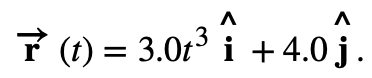 r⃗ (t) = 3.0t³ î + 4.0 ĵ.